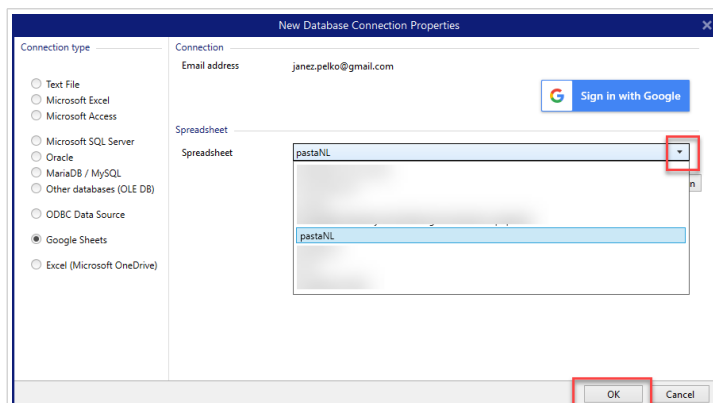 New Database Connection Properties
Connection type
Text File
Microsoft Excel
Microsoft Access
Microsoft SQL Server
Oracle
MariaDB / MySQL
Other databases (OLE DB)
ODBC Data Source
Google Sheets
Excel (Microsoft OneDrive)
Connection
Email address
janez.pelko@gmail.com
G Sign in with Google
Spreadsheet
Spreadsheet
pastaNL
n
pastaNL
OK
Cancel